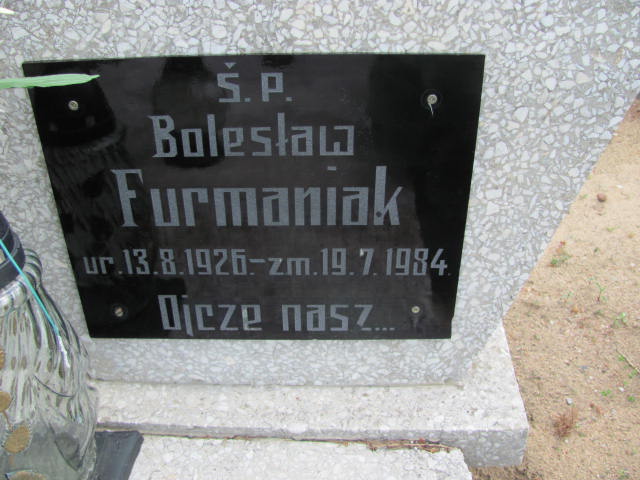 Ś.P.
Bolesław
Furmaniak
ur.13.8.1926.-zm.19.7.1984.
Ojcze nasz...